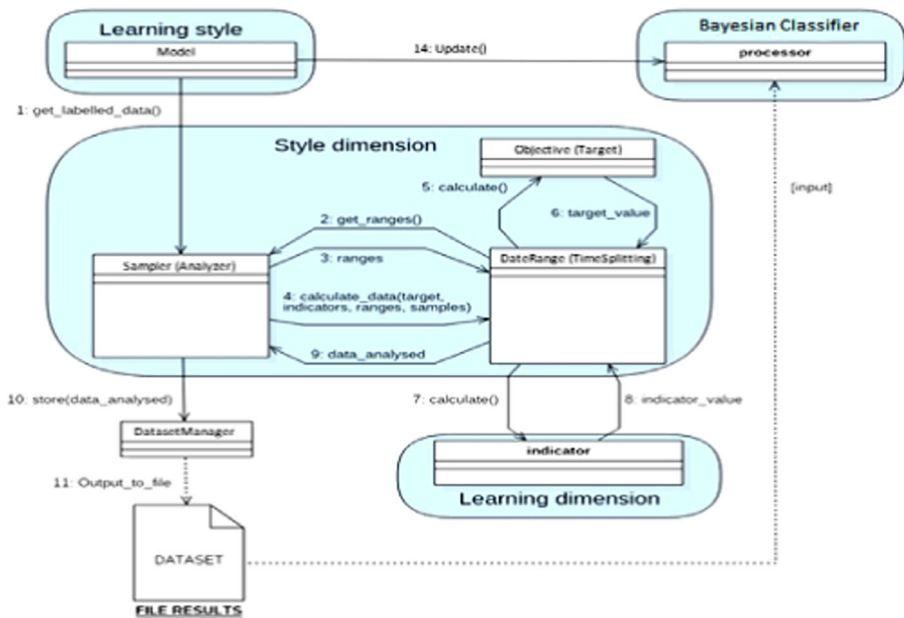 Learning style
Model
Bayesian Classifier
processor
14: Update()
1: get_labelled_data()
Style dimension
Objective (Target)
5: calculate()
6: target_value
[input]
2: get_ranges()
3: ranges
Sampler (Analyzer)
DateRange (TimeSplitting)
4: calculate_data(target,
indicators, ranges, samples)
9: data_analysed
10: store(data_analysed)
7: calculate()
8: indicator_value
DatasetManager
indicator
Learning dimension
11: Output_to_file
DATASET
FILE RESULTS